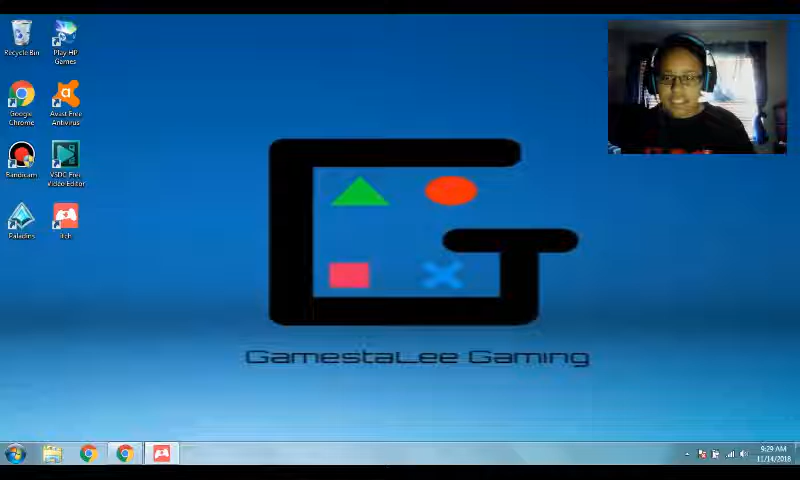 Recycle Bin
Play HP
Games
Google
Chrome
Avast Free
Antivirus
Bandicam
VSDC Free
Video Editor
Paladins
itch
GamestaLee Gaming
9:29 AM
11/14/2018